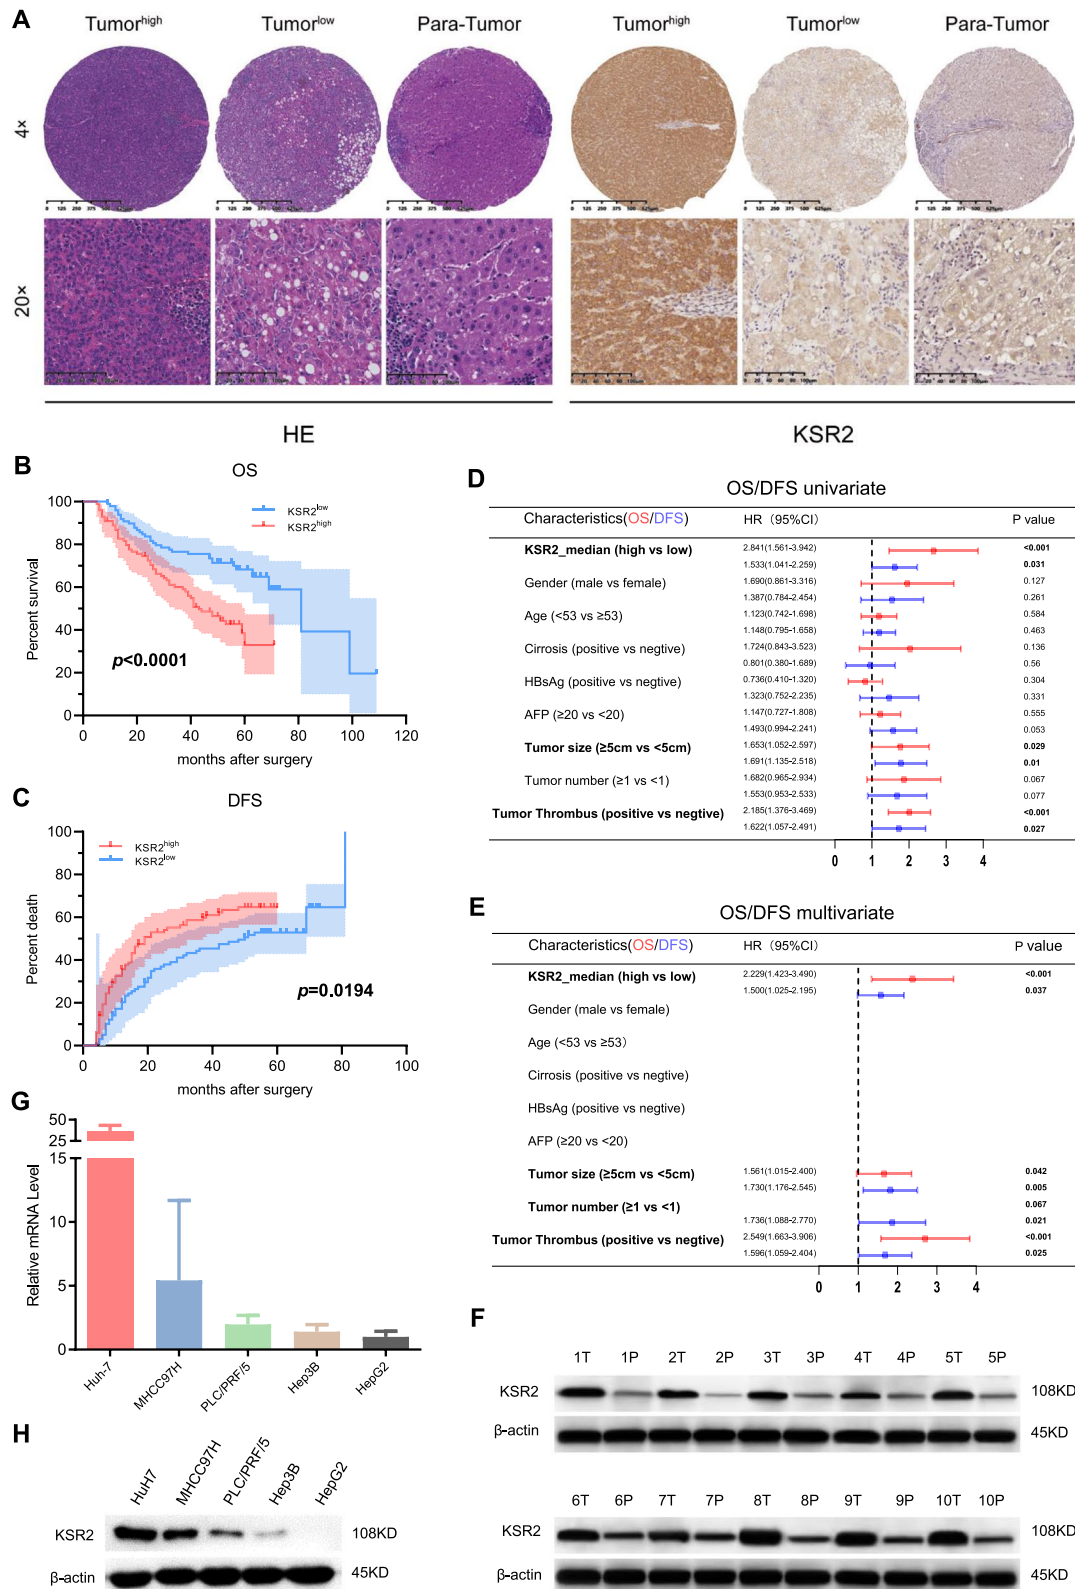 A
Tumorhigh Tumorlow Para-Tumor Tumorhigh Tumorlow Para-Tumor
4×
20×
HE KSR2
B
OS
KSR2low
KSR2high
p<0.0001
Percent survival
100
80
60
40
20
0
0 20 40 60 80 100 120
months after surgery
C
DFS
KSR2high
KSR2low
p=0.0194
Percent death
100
80
60
40
20
0
0 20 40 60 80 100
months after surgery
D
OS/DFS univariate
Characteristics(OS/DFS) HR（95%CI） P value
KSR2_median (high vs low) 2.841(1.561-3.942) <0.001
1.533(1.041-2.259) 0.031
Gender (male vs female) 1.690(0.861-3.316) 0.127
1.387(0.784-2.454) 0.261
Age (<53 vs ≥53) 1.123(0.742-1.698) 0.584
1.148(0.795-1.658) 0.463
Cirrosis (positive vs negtive) 1.724(0.843-3.523) 0.136
0.801(0.380-1.689) 0.56
HBsAg (positive vs negtive) 0.736(0.410-1.320) 0.304
1.323(0.752-2.235) 0.331
AFP (≥20 vs <20) 1.147(0.727-1.808) 0.555
1.493(0.994-2.241) 0.053
Tumor size (≥5cm vs <5cm) 1.653(1.052-2.597) 0.029
1.691(1.135-2.518) 0.01
Tumor number (≥1 vs <1) 1.682(0.965-2.934) 0.067
1.553(0.953-2.533) 0.077
Tumor Thrombus (positive vs negtive) 2.185(1.376-3.469) <0.001
1.622(1.057-2.491) 0.027
0 1 2 3 4
E
OS/DFS multivariate
Characteristics(OS/DFS) HR（95%CI） P value
KSR2_median (high vs low) 2.229(1.423-3.490) <0.001
1.500(1.025-2.195) 0.037
Gender (male vs female)
Age (<53 vs ≥53）
Cirrosis (positive vs negtive)
HBsAg (positive vs negtive)
AFP (≥20 vs <20)
Tumor size (≥5cm vs <5cm) 1.561(1.015-2.400) 0.042
1.730(1.176-2.545) 0.005
Tumor number (≥1 vs <1) 0.067
1.736(1.088-2.770) 0.021
Tumor Thrombus (positive vs negtive) 2.549(1.663-3.906) <0.001
1.596(1.059-2.404) 0.025
0 1 2 3 4
G
Relative mRNA Level
50
25
15
10
5
0
Huh-7 MHCC97H PLC/PRF/5 Hep3B HepG2
F
1T 1P 2T 2P 3T 3P 4T 4P 5T 5P
KSR2 108KD
β-actin 45KD
6T 6P 7T 7P 8T 8P 9T 9P 10T 10P
KSR2 108KD
β-actin 45KD
H
HuH7 MHCC97H PLC/PRF/5 Hep3B HepG2
KSR2 108KD
β-actin 45KD